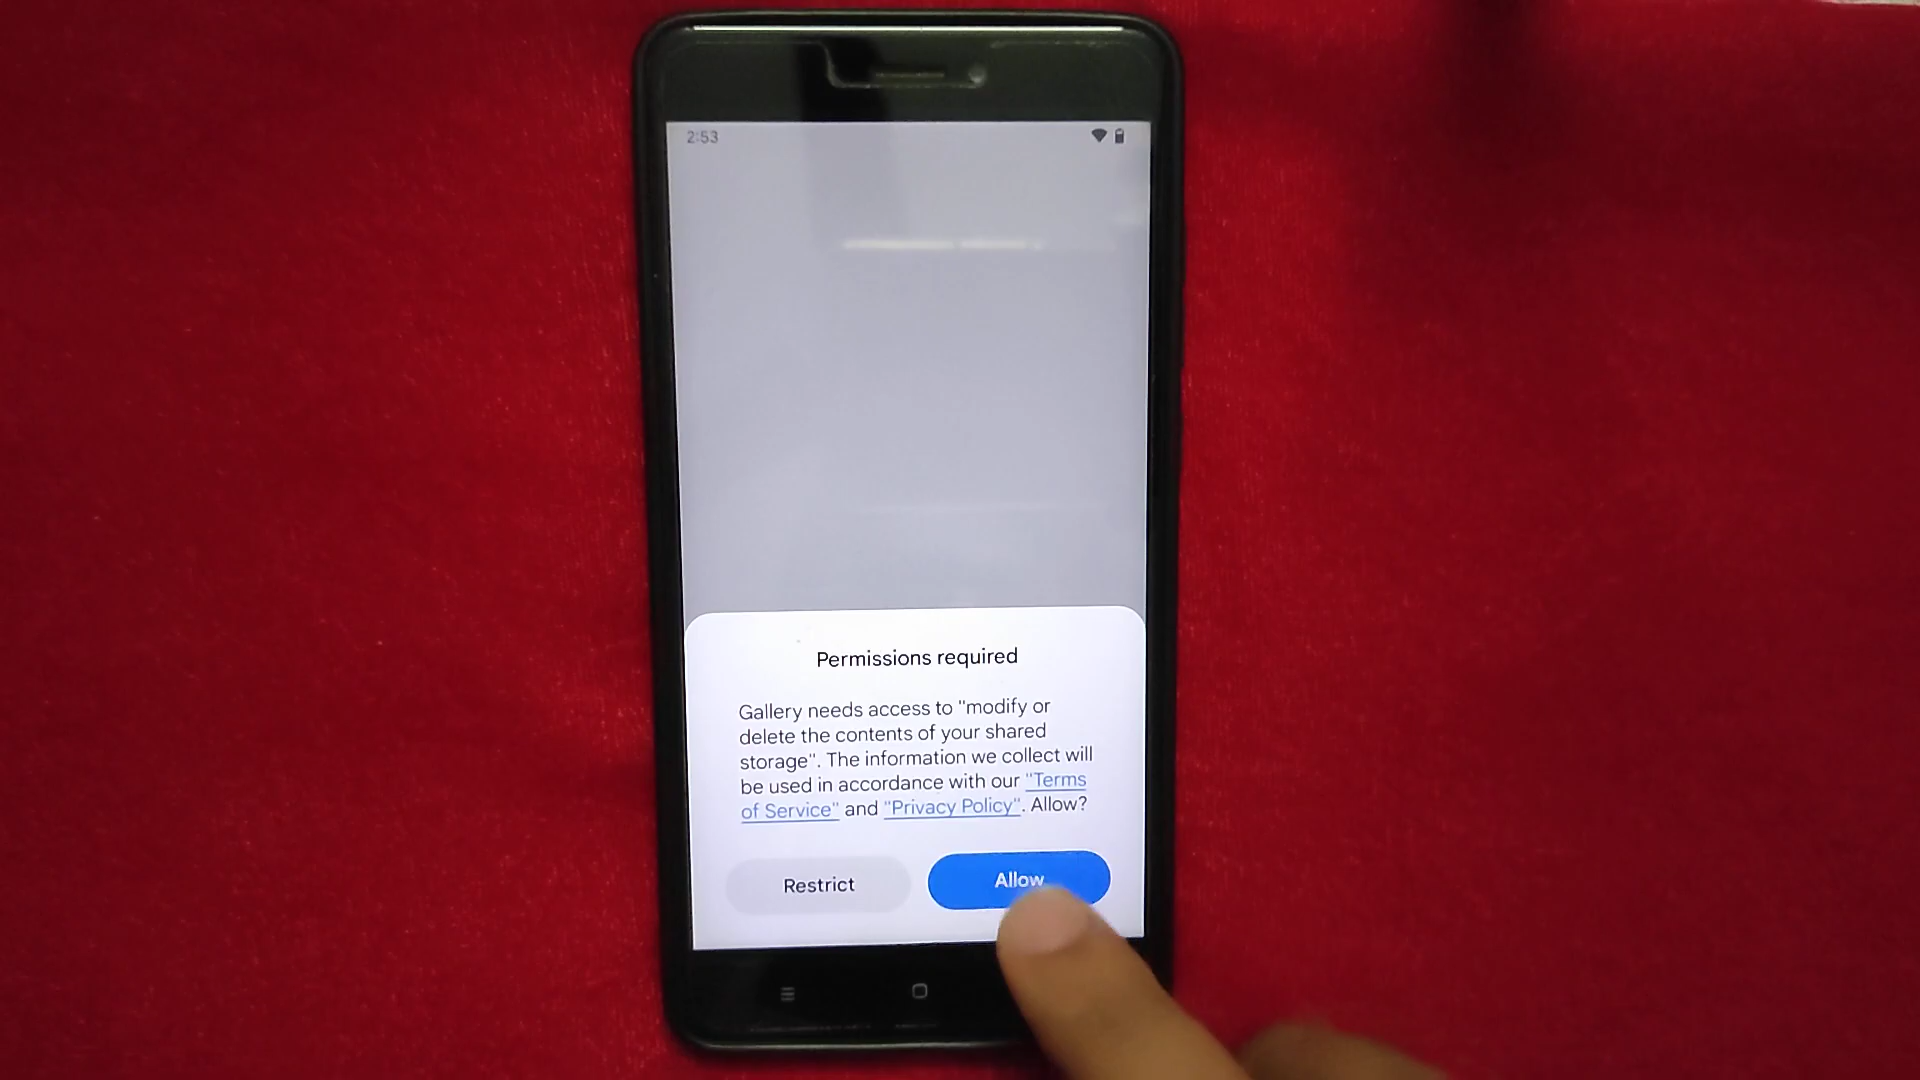 2:53
Permissions required
Gallery needs access to "modify or
delete the contents of your shared
storage". The information we collect will
be used in accordance with our "Terms
of Service" and "Privacy Policy". Allow?
Restrict
Allow